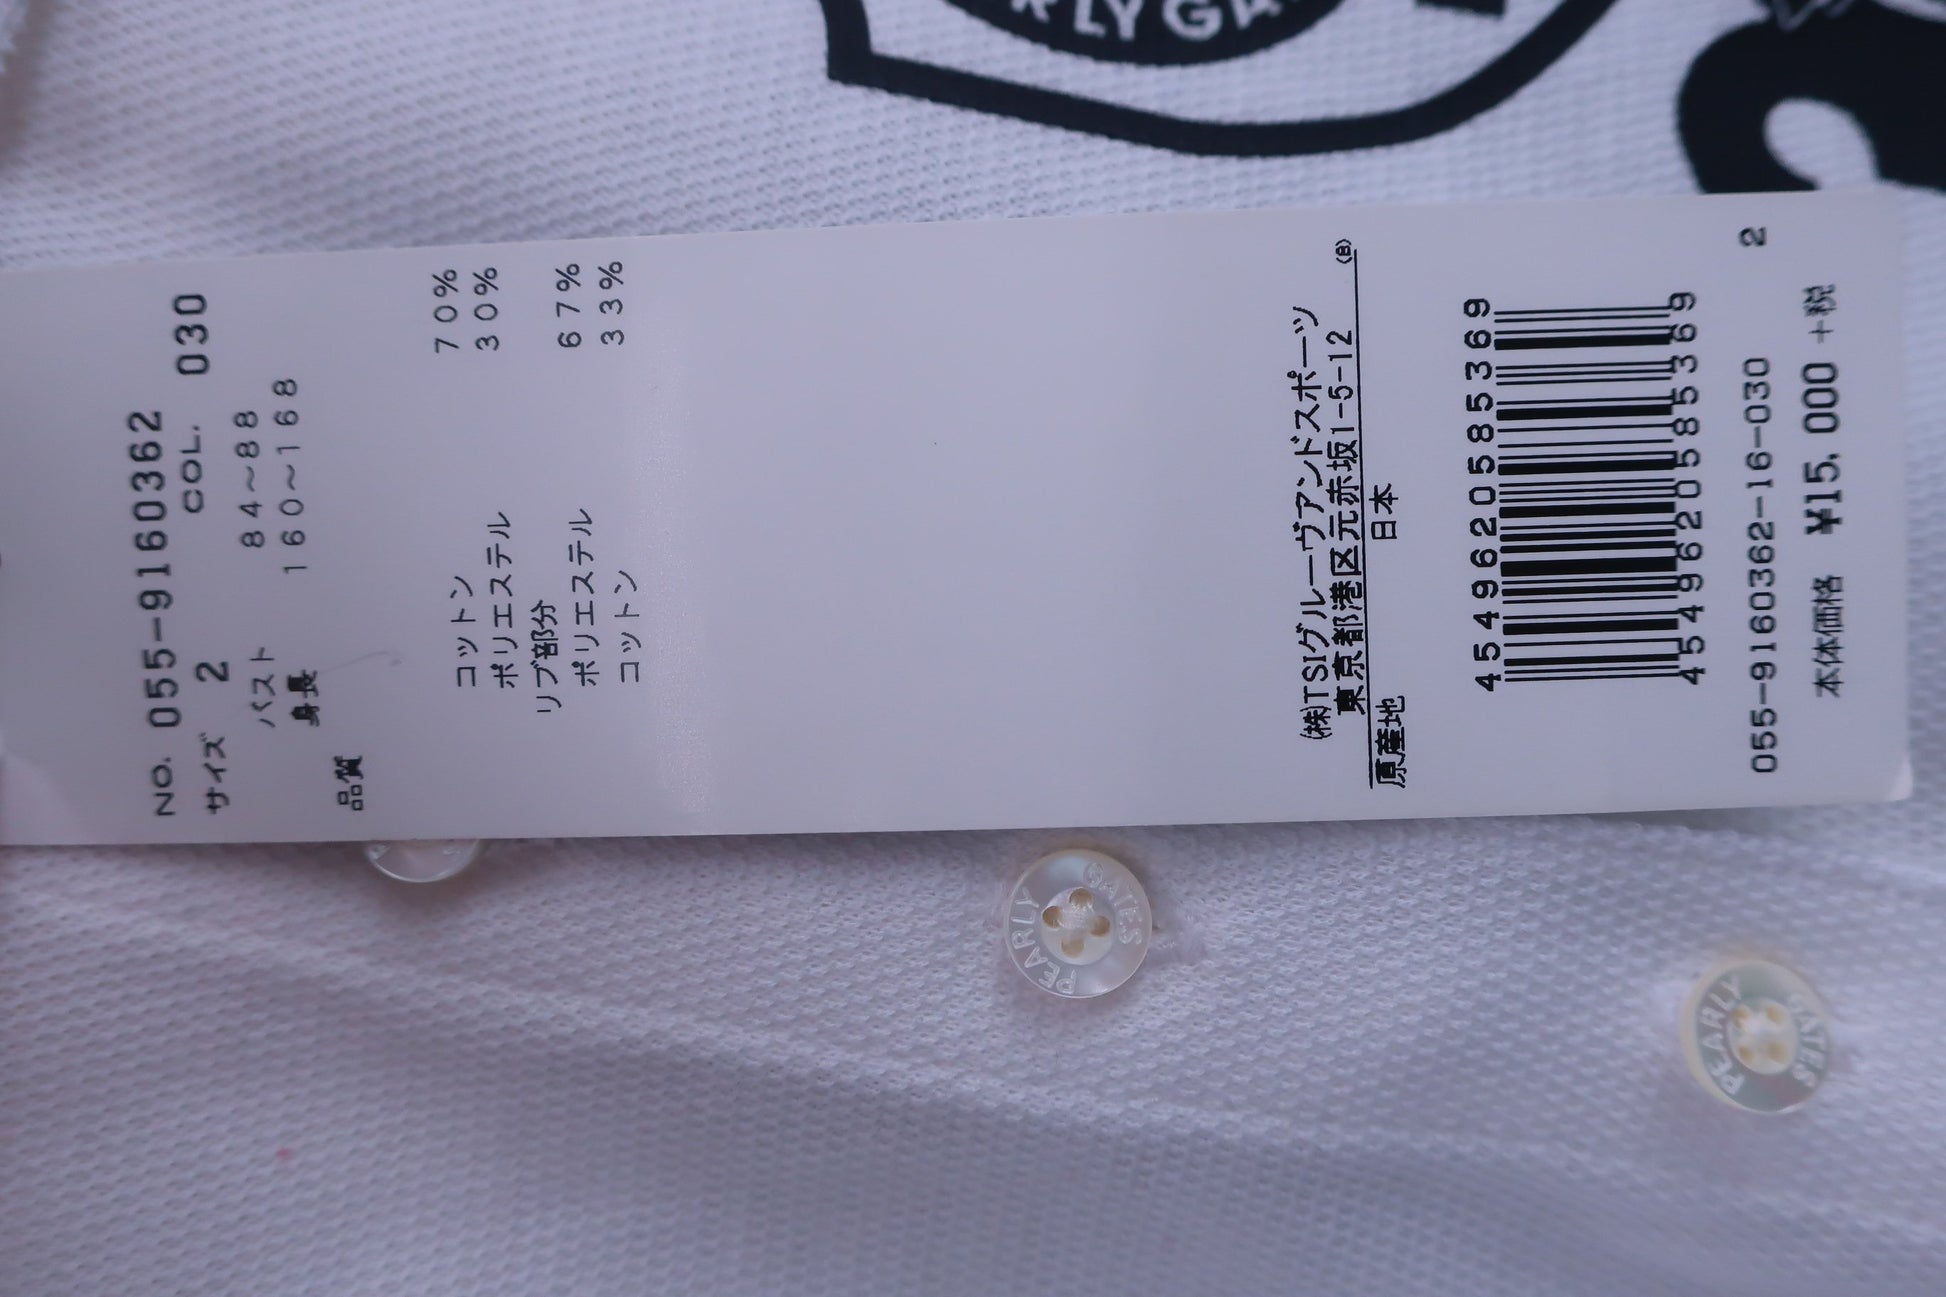 NO. 055-9160362
サイズ 2 COL. 030
バスト 84～88
身長 160～168
品質
コットン 70%
ポリエステル 30%
リブ部分
ポリエステル 67%
コットン 33%
(株)TSIグルーヴアンドスポーツ
東京都港区元赤坂1-5-12 (B)
原産地 日本
4549620585369
4549620585369
055-9160362-16-030 2
本体価格 ¥15,000 +税
RLY GA
PEARLY GATES
PEARLY GATES